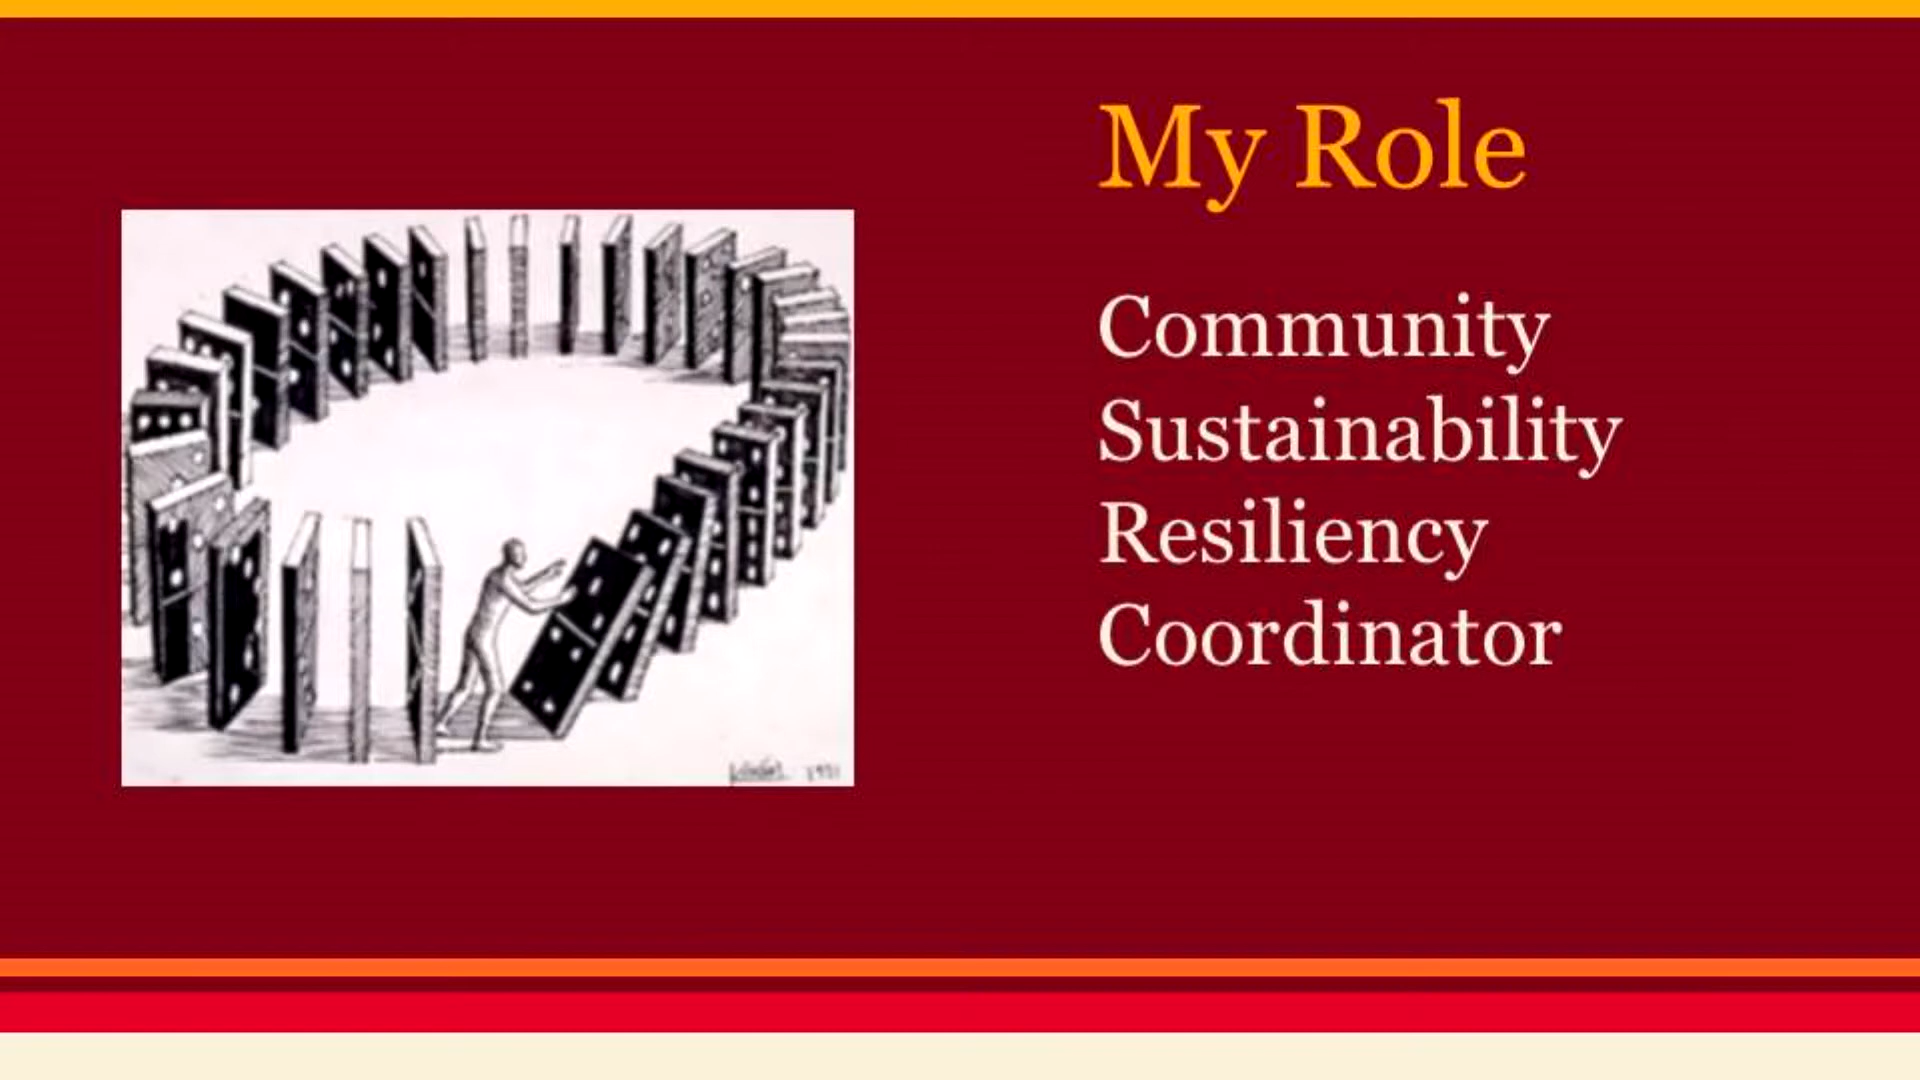 My Role
Community
Sustainability
Resiliency
Coordinator